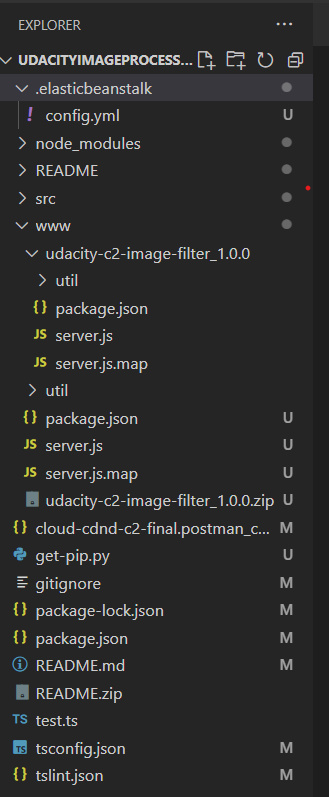 EXPLORER ...
UDACITYIMAGEPROCESS...
.elasticbeanstalk
! config.yml U
node_modules
README
src
www
udacity-c2-image-filter_1.0.0
util
{} package.json
JS server.js
JS server.js.map
util
{} package.json U
JS server.js U
JS server.js.map U
udacity-c2-image-filter_1.0.0.zip U
{} cloud-cdnd-c2-final.postman_c... M
get-pip.py U
gitignore M
{} package-lock.json M
{} package.json M
README.md M
README.zip
TS test.ts
TS tsconfig.json M
{} tslint.json M